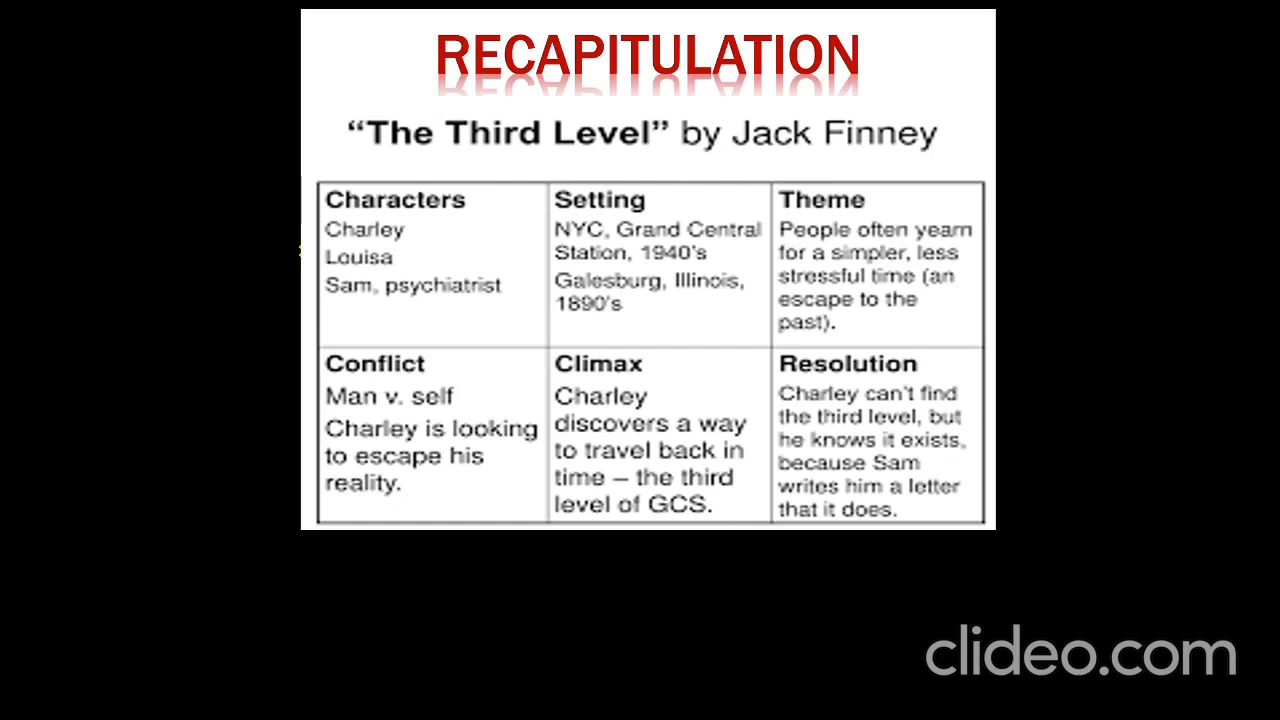 RECAPITULATION
“The Third Level” by Jack Finney
Characters
Charley
Louisa
Sam, psychiatrist
Setting
NYC, Grand Central
Station, 1940's
Galesburg, Illinois,
1890's
Theme
People often yearn
for a simpler, less
stressful time (an
escape to the
past).
Conflict
Man v. self
Charley is looking
to escape his
reality.
Climax
Charley
discovers a way
to travel back in
time – the third
level of GCS.
Resolution
Charley can't find
the third level, but
he knows it exists,
because Sam
writes him a letter
that it does.
clideo.com